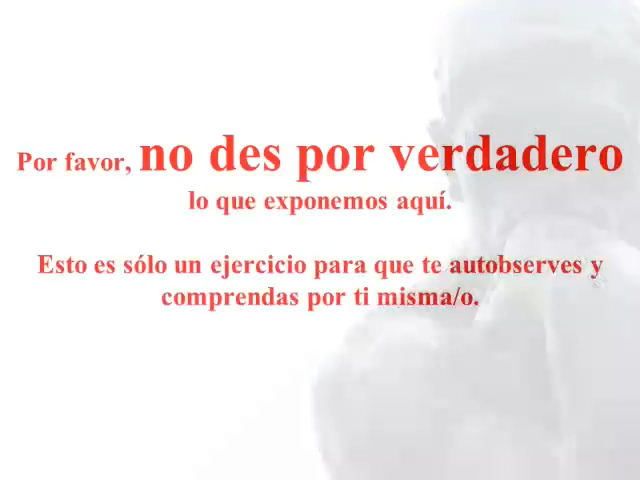 Por favor, no des por verdadero
lo que exponemos aquí.
Esto es sólo un ejercicio para que te autobserves y
comprendas por ti misma/o.